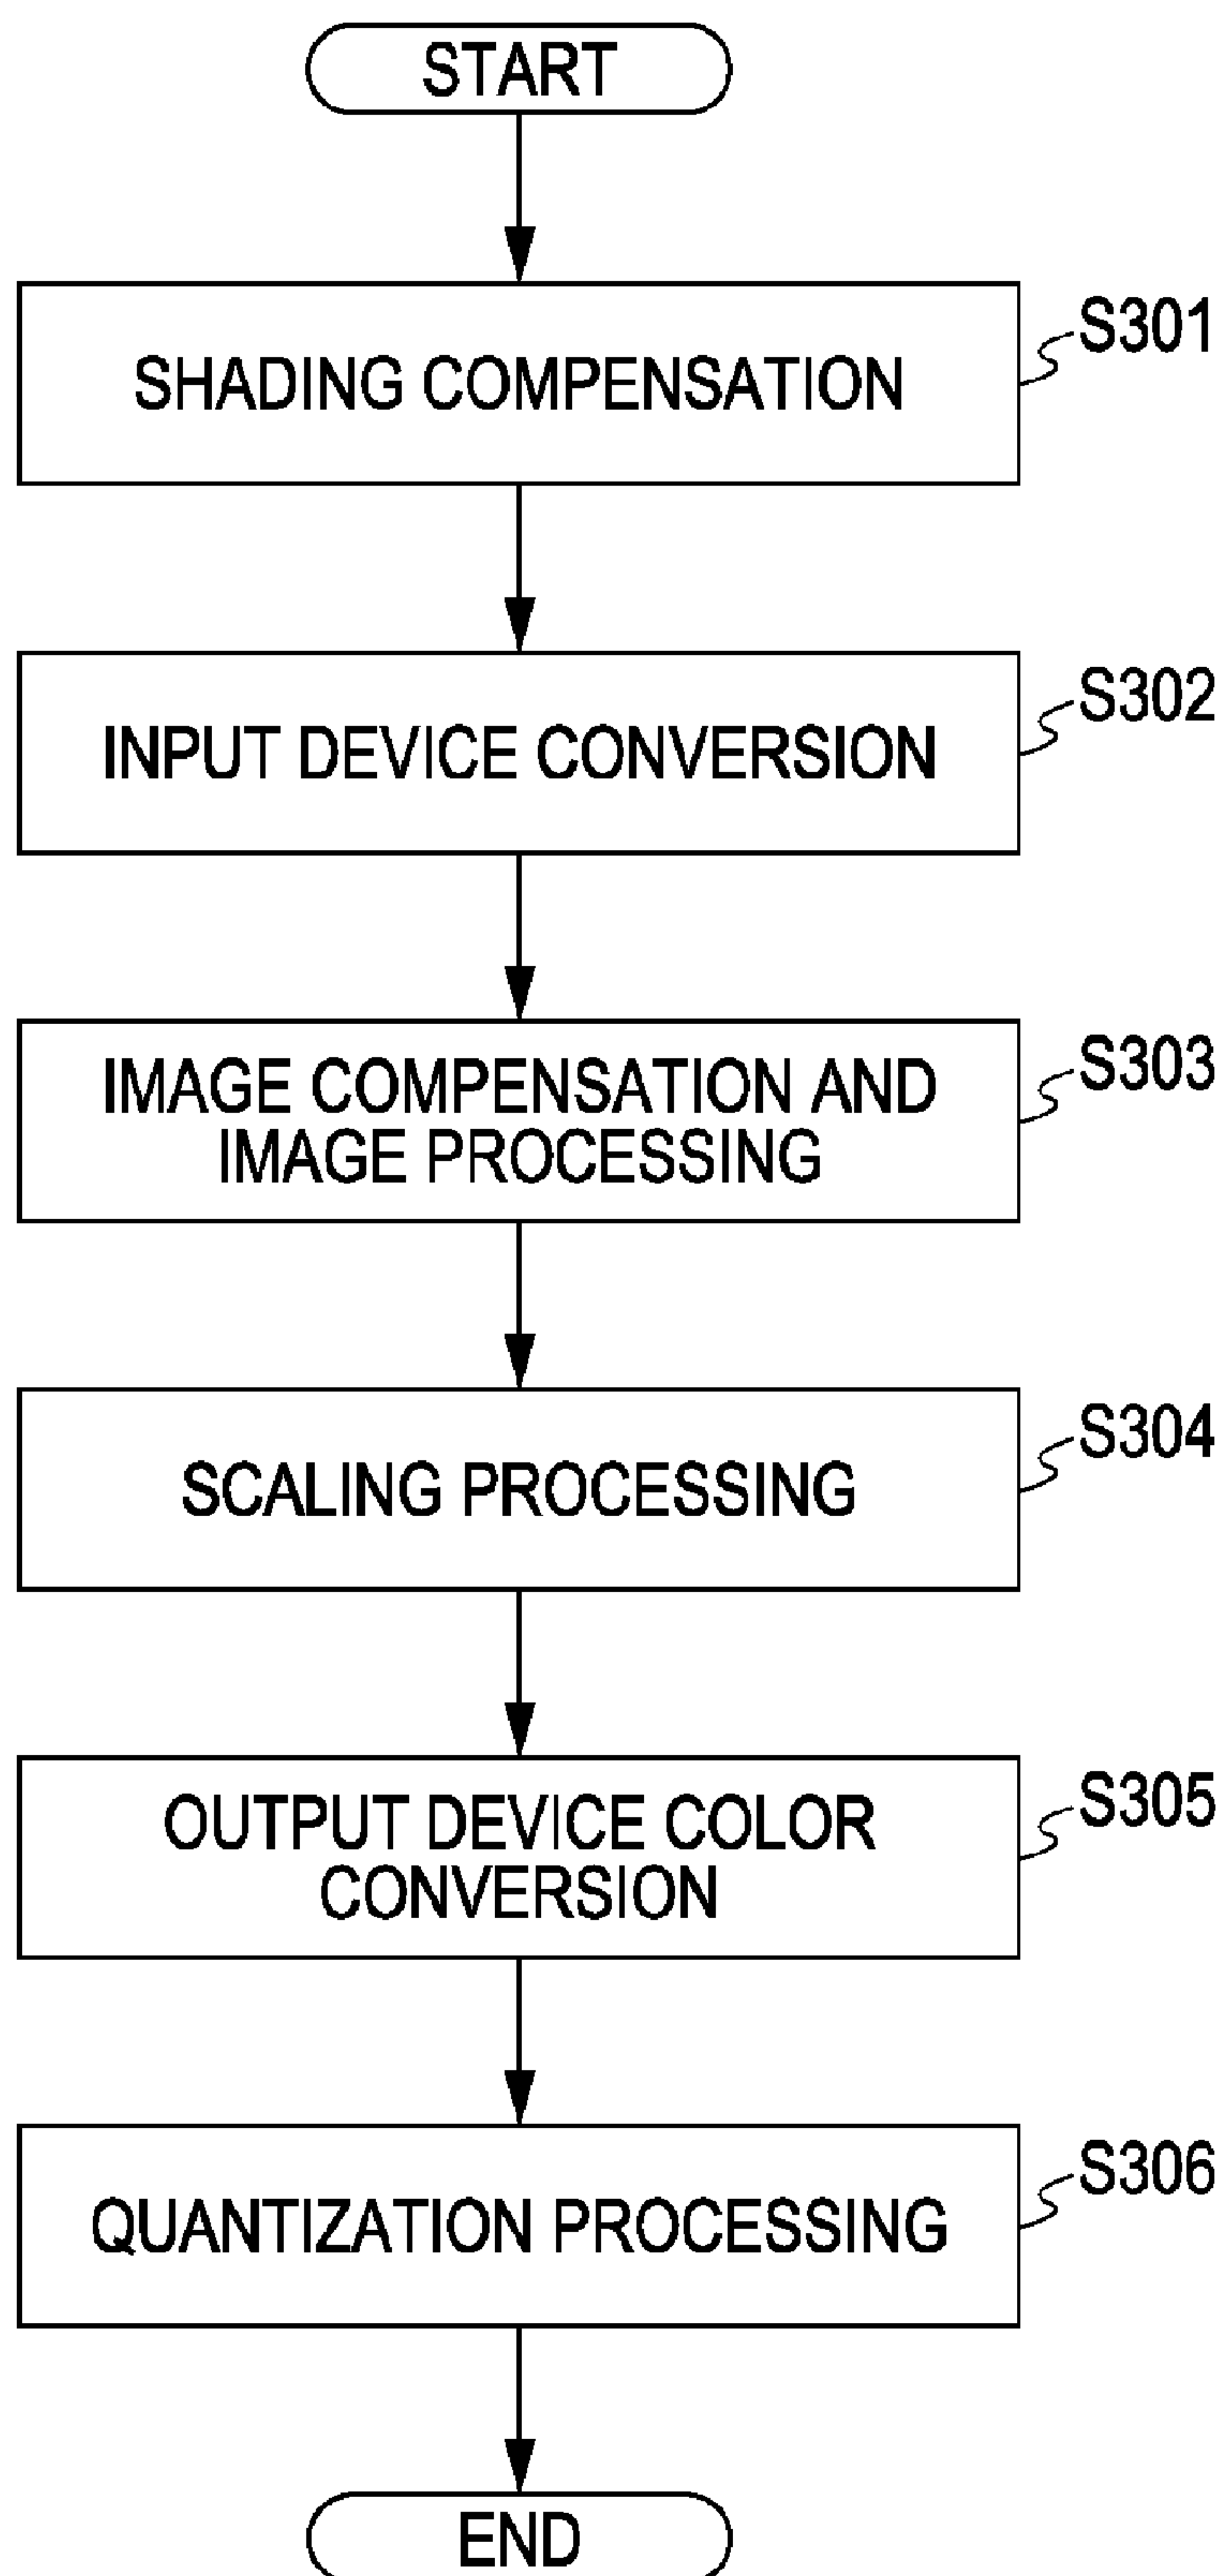 START
SHADING COMPENSATION
S301
INPUT DEVICE CONVERSION
S302
IMAGE COMPENSATION AND
IMAGE PROCESSING
S303
SCALING PROCESSING
S304
OUTPUT DEVICE COLOR
CONVERSION
S305
QUANTIZATION PROCESSING
S306
END